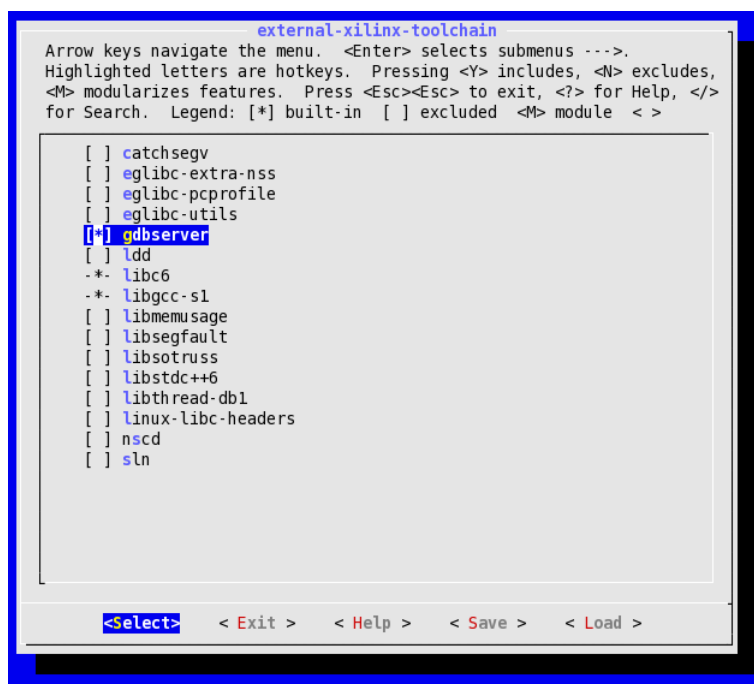 external-xilinx-toolchain
Arrow keys navigate the menu. <Enter> selects submenus --->.
Highlighted letters are hotkeys. Pressing <Y> includes, <N> excludes,
<M> modularizes features. Press <Esc><Esc> to exit, <?> for Help, </>
for Search. Legend: [*] built-in [ ] excluded <M> module < >
[ ] catchsegv
[ ] eglibc-extra-nss
[ ] eglibc-pcprofile
[ ] eglibc-utils
[*] gdbserver
[ ] ldd
-*- libc6
-*- libgcc-s1
[ ] libmemusage
[ ] libsegfault
[ ] libsotruss
[ ] libstdc++6
[ ] libthread-db1
[ ] linux-libc-headers
[ ] nscd
[ ] sln
<Select> < Exit > < Help > < Save > < Load >